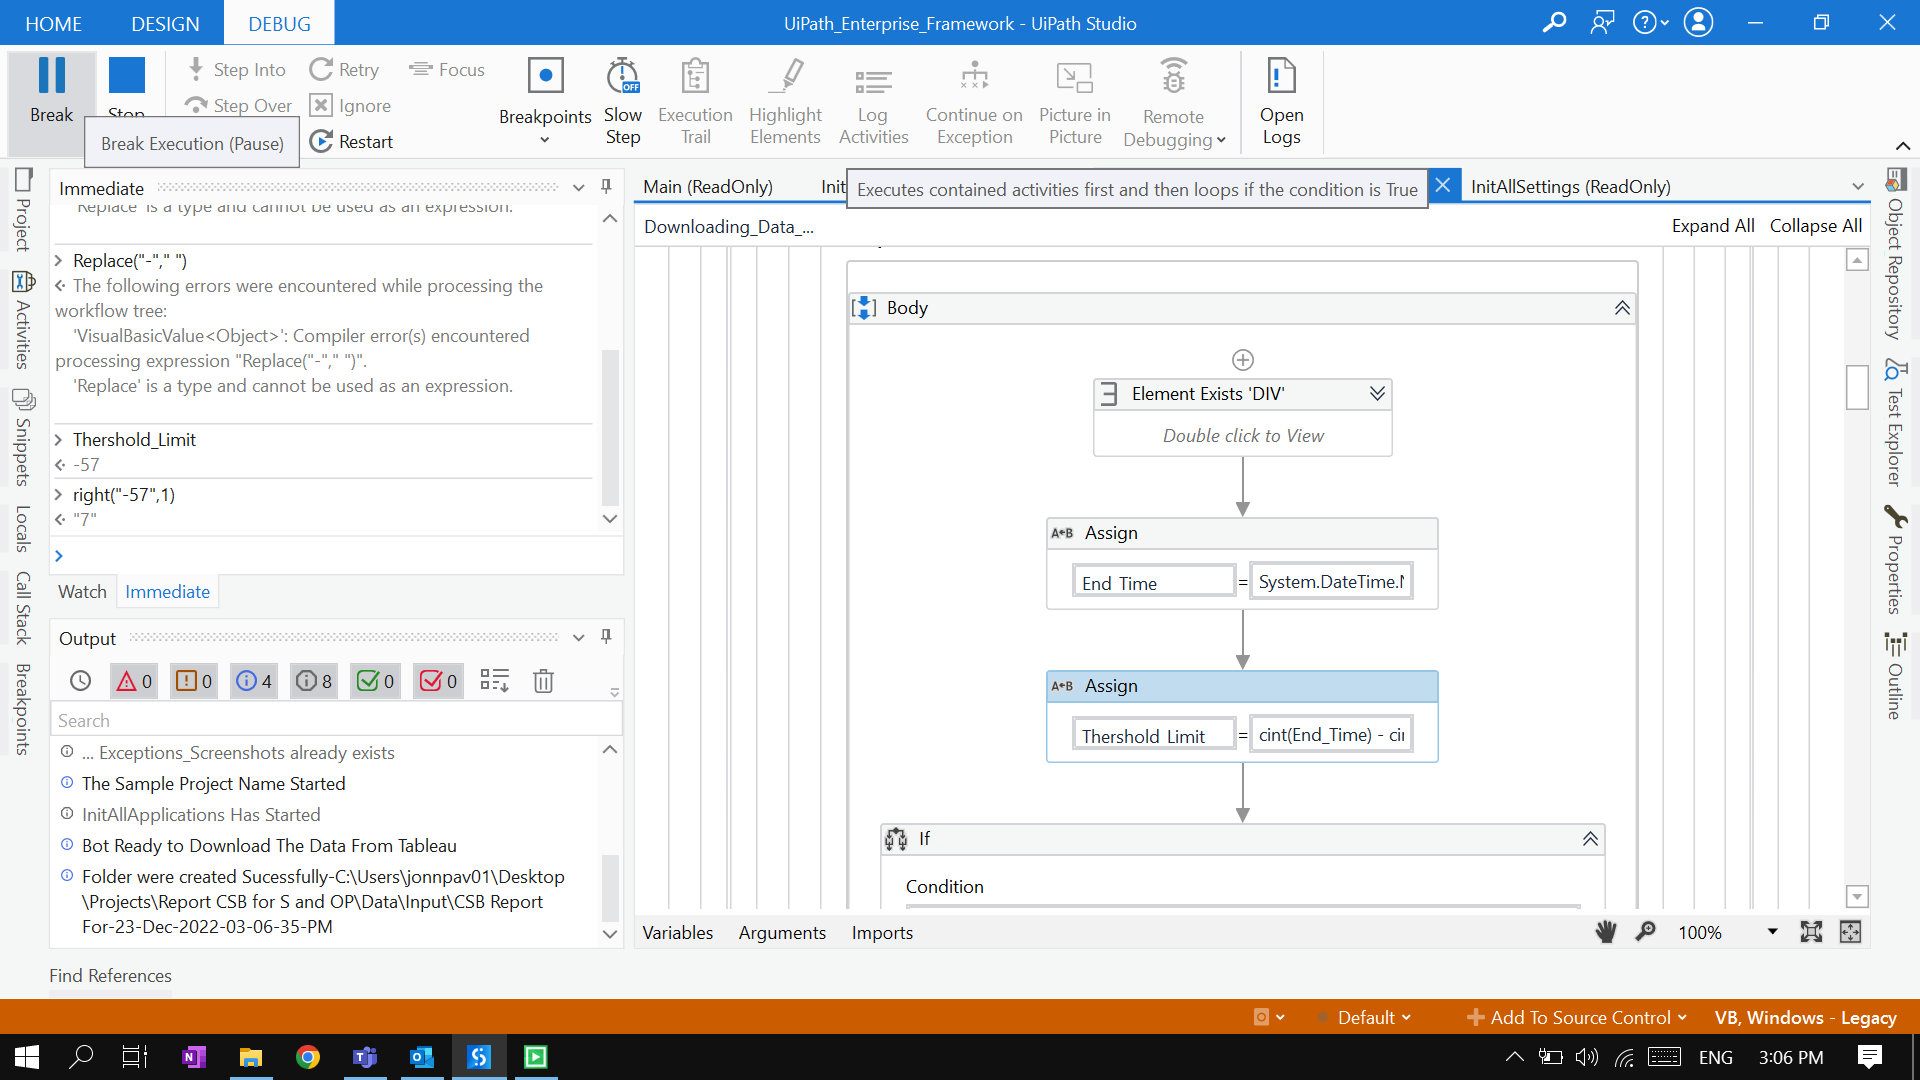 HOME DESIGN DEBUG
UiPath_Enterprise_Framework - UiPath Studio
Break
Stop
Step Into
Step Over
Retry
Ignore
Restart
Focus
Breakpoints
Slow
Step
OFF
Execution
Trail
Highlight
Elements
Log
Activities
Continue on
Exception
Picture in
Picture
Remote
Debugging
Open
Logs
Break Execution (Pause)
Project
Activities
Snippets
Locals
Call Stack
Breakpoints
Immediate
'Replace' is a type and cannot be used as an expression.
Replace("-"," ")
The following errors were encountered while processing the
workflow tree:
'VisualBasicValue<Object>': Compiler error(s) encountered
processing expression "Replace("-"," ")".
'Replace' is a type and cannot be used as an expression.
Thershold_Limit
-57
right("-57",1)
"7"
Watch Immediate
Output
0 0 4 8 0 0
Search
... Exceptions_Screenshots already exists
The Sample Project Name Started
InitAllApplications Has Started
Bot Ready to Download The Data From Tableau
Folder were created Sucessfully-C:\Users\jonnpav01\Desktop
\Projects\Report CSB for S and OP\Data\Input\CSB Report
For-23-Dec-2022-03-06-35-PM
Find References
Main (ReadOnly)
Executes contained activities first and then loops if the condition is True
InitAllSettings (ReadOnly)
Downloading_Data_...
Expand All Collapse All
Body
Element Exists 'DIV'
Double click to View
A+B Assign
End_Time = System.DateTime.
A+B Assign
Thershold_Limit = cint(End_Time) -
If
Condition
Variables Arguments Imports
100%
Object Repository
Test Explorer
Properties
Outline
Default
Add To Source Control
VB, Windows - Legacy
ENG
3:06 PM